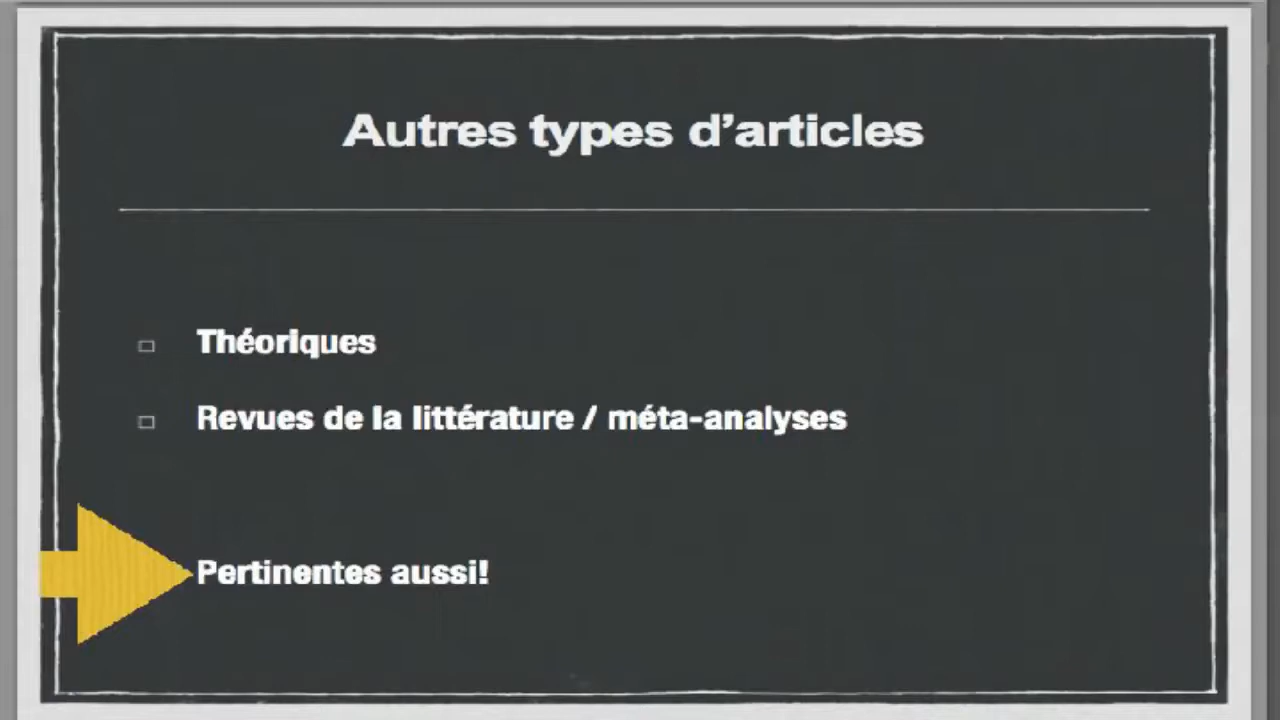 Autres types d'articles
Théoriques
Revues de la littérature / méta-analyses
Pertinentes aussi!